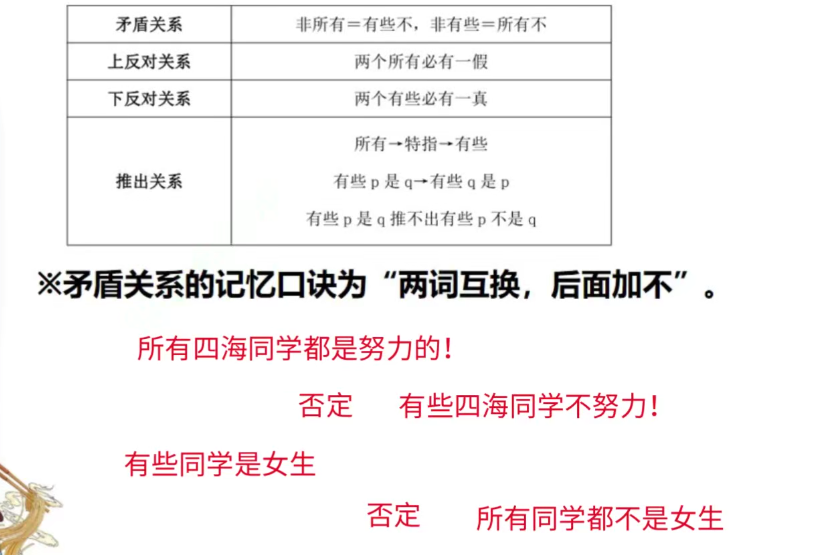 矛盾关系 非所有=有些不，非有些=所有不
上反对关系 两个所有必有一假
下反对关系 两个有些必有一真
推出关系
所有→特指→有些
有些 p 是 q→有些 q 是 p
有些 p 是 q 推不出有些 p 不是 q
※矛盾关系的记忆口诀为“两词互换，后面加不”。
所有四海同学都是努力的！
否定 有些四海同学不努力！
有些同学是女生
否定 所有同学都不是女生